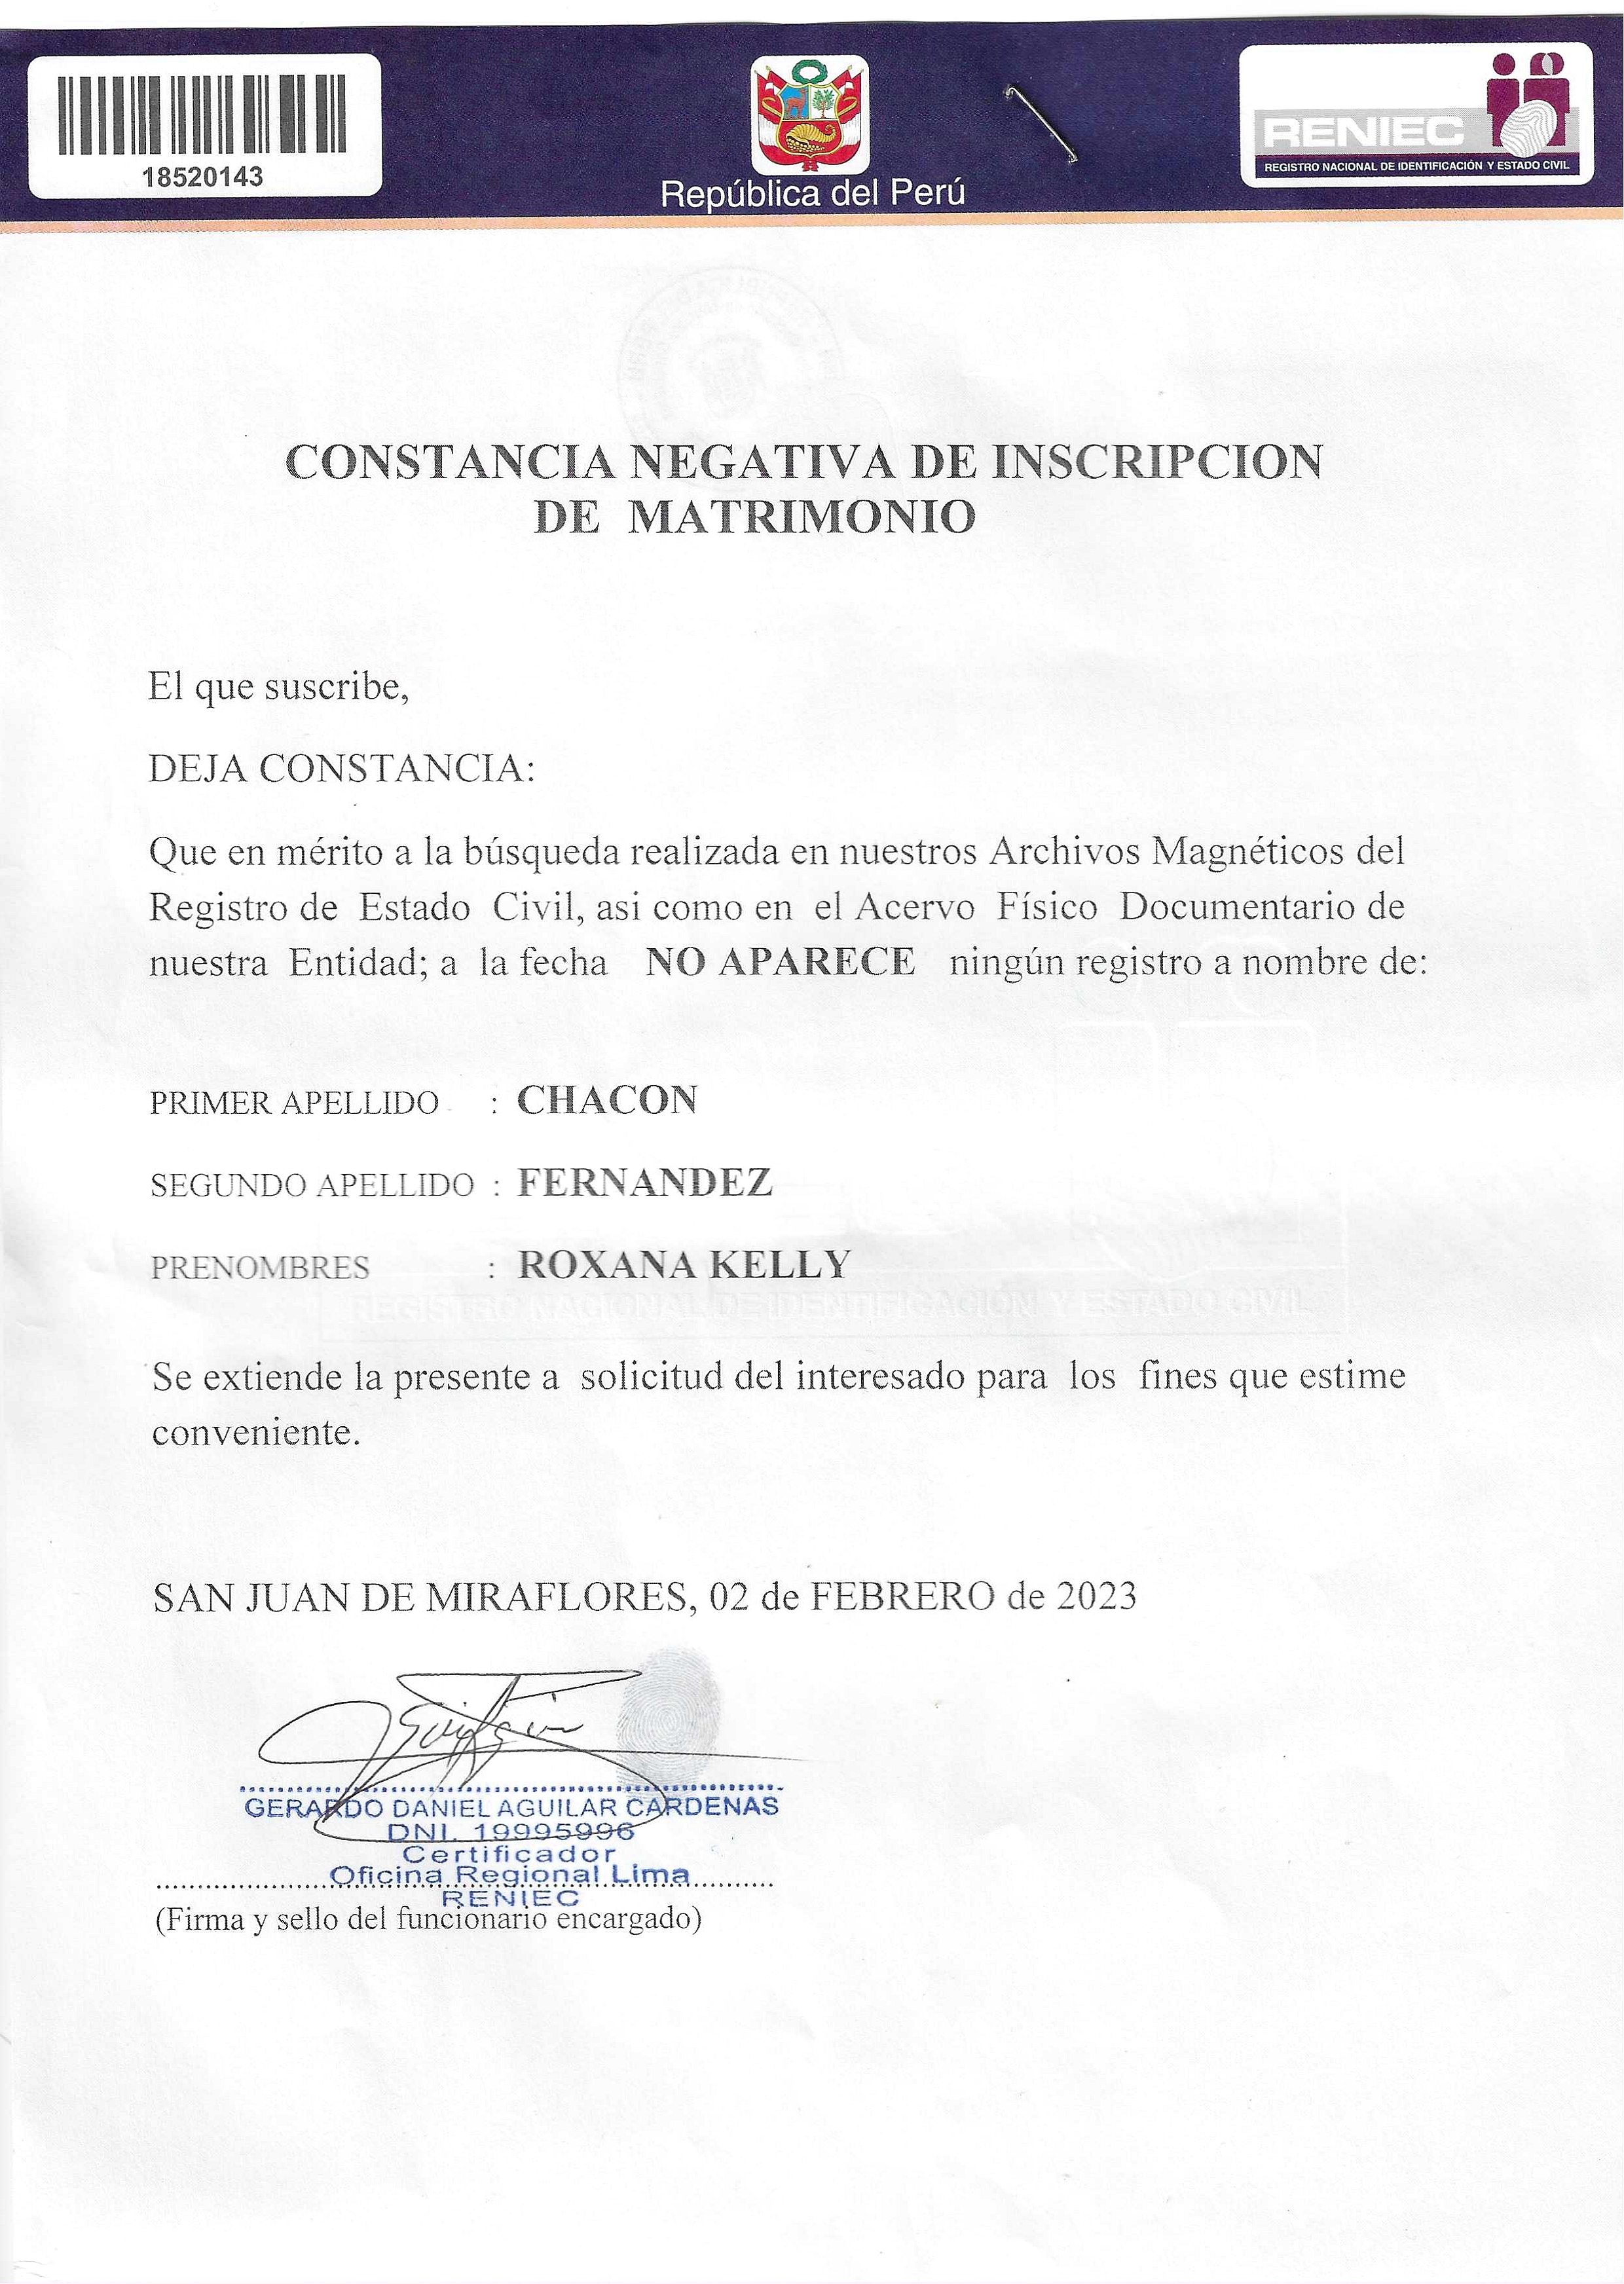 18520143
República del Perú
RENIEC
REGISTRO NACIONAL DE IDENTIFICACIÓN Y ESTADO CIVIL
CONSTANCIA NEGATIVA DE INSCRIPCION
DE MATRIMONIO
El que suscribe,
DEJA CONSTANCIA:
Que en mérito a la búsqueda realizada en nuestros Archivos Magnéticos del
Registro de Estado Civil, asi como en el Acervo Físico Documentario de
nuestra Entidad; a la fecha NO APARECE ningún registro a nombre de:
PRIMER APELLIDO : CHACON
SEGUNDO APELLIDO : FERNANDEZ
PRENOMBRES : ROXANA KELLY
REGISTRO NACIONAL DE IDENTIFICACIÓN Y ESTADO CIVIL
Se extiende la presente a solicitud del interesado para los fines que estime
conveniente.
SAN JUAN DE MIRAFLORES, 02 de FEBRERO de 2023
GERARDO DANIEL AGUILAR CARDENAS
DNI. 19995996
Certificador
Oficina Regional Lima
RENIEC
(Firma y sello del funcionario encargado)